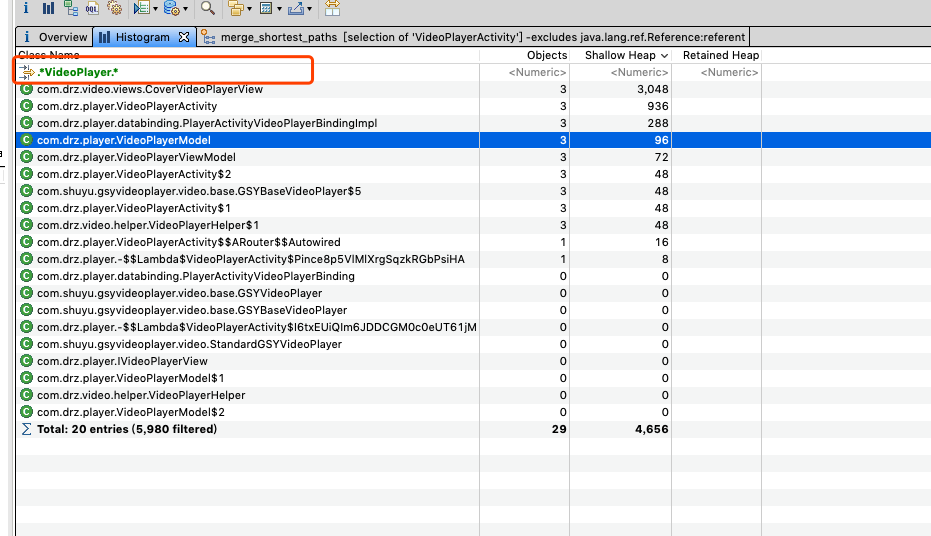 i OQL
i Overview Histogram merge_shortest_paths [selection of 'VideoPlayerActivity'] -excludes java.lang.ref.Reference:referent
Class Name Objects Shallow Heap Retained Heap
.*VideoPlayer.* <Numeric> <Numeric> <Numeric>
com.drz.video.views.CoverVideoPlayerView 3 3,048
com.drz.player.VideoPlayerActivity 3 936
com.drz.player.databinding.PlayerActivityVideoPlayerBindingImpl 3 288
com.drz.player.VideoPlayerModel 3 96
com.drz.player.VideoPlayerViewModel 3 72
com.drz.player.VideoPlayerActivity$2 3 48
com.shuyu.gsyvideoplayer.video.base.GSYBaseVideoPlayer$5 3 48
com.drz.player.VideoPlayerActivity$1 3 48
com.drz.video.helper.VideoPlayerHelper$1 3 48
com.drz.player.VideoPlayerActivity$$ARouter$$Autowired 1 16
com.drz.player.-$$Lambda$VideoPlayerActivity$Pince8p5VlMlXrgSqzkRGbPsiHA 1 8
com.drz.player.databinding.PlayerActivityVideoPlayerBinding 0 0
com.shuyu.gsyvideoplayer.video.base.GSYVideoPlayer 0 0
com.shuyu.gsyvideoplayer.video.base.GSYBaseVideoPlayer 0 0
com.drz.player.-$$Lambda$VideoPlayerActivity$l6txEUiQlm6JDDCGM0c0eUT61jM 0 0
com.shuyu.gsyvideoplayer.video.StandardGSYVideoPlayer 0 0
com.drz.player.IVideoPlayerView 0 0
com.drz.player.VideoPlayerModel$1 0 0
com.drz.video.helper.VideoPlayerHelper 0 0
com.drz.player.VideoPlayerModel$2 0 0
Total: 20 entries (5,980 filtered) 29 4,656